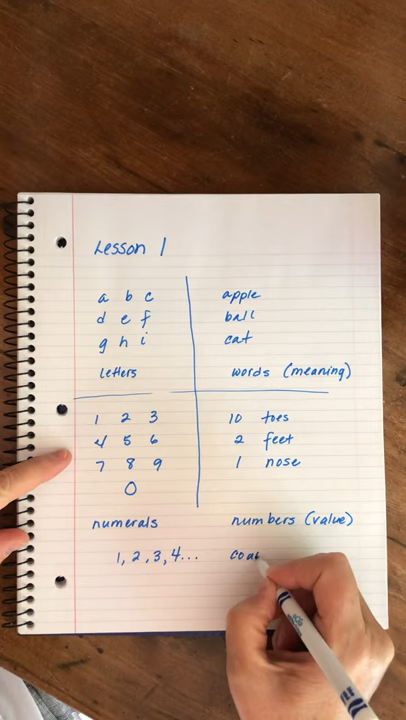 Lesson 1
a b c
d e f
g h i
letters
apple
ball
cat
words (meaning)
1 2 3
4 5 6
7 8 9
0
numerals
10 toes
2 feet
1 nose
numbers (value)
1, 2, 3, 4...